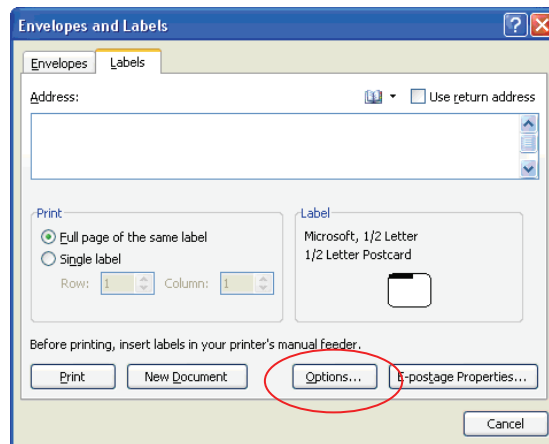 Envelopes and Labels
Envelopes Labels
Address:
Use return address
Print
Full page of the same label
Single label
Row: 1 Column: 1
Label
Microsoft, 1/2 Letter
1/2 Letter Postcard
Before printing, insert labels in your printer's manual feeder.
Print New Document Options... E-postage Properties...
Cancel